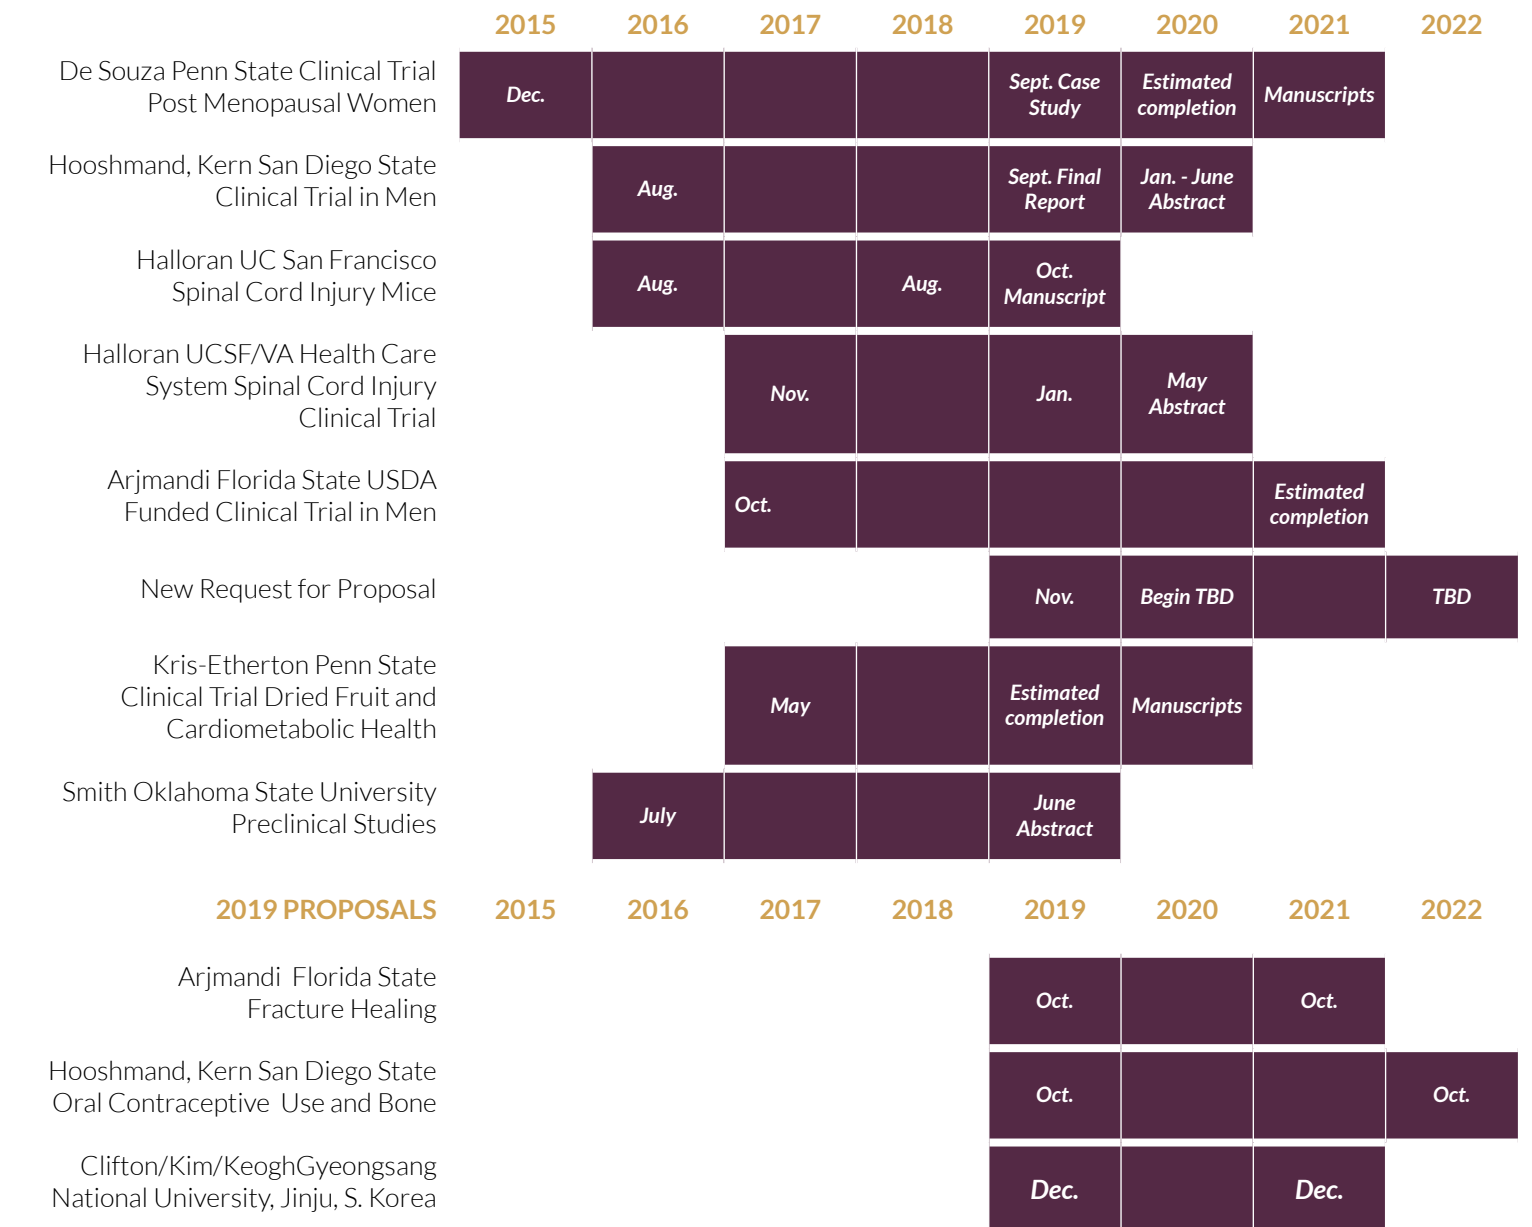 2015 2016 2017 2018 2019 2020 2021 2022
De Souza Penn State Clinical Trial
Post Menopausal Women
Dec.
Sept. Case
Study
Estimated
completion
Manuscripts
Hooshmand, Kern San Diego State
Clinical Trial in Men
Aug.
Sept. Final
Report
Jan. - June
Abstract
Halloran UC San Francisco
Spinal Cord Injury Mice
Aug.
Aug.
Oct.
Manuscript
Halloran UCSF/VA Health Care
System Spinal Cord Injury
Clinical Trial
Nov.
Jan.
May
Abstract
Arjmandi Florida State USDA
Funded Clinical Trial in Men
Oct.
Estimated
completion
New Request for Proposal
Nov.
Begin TBD
TBD
Kris-Etherton Penn State
Clinical Trial Dried Fruit and
Cardiometabolic Health
May
Estimated
completion
Manuscripts
Smith Oklahoma State University
Preclinical Studies
July
June
Abstract
2019 PROPOSALS 2015 2016 2017 2018 2019 2020 2021 2022
Arjmandi Florida State
Fracture Healing
Oct.
Oct.
Hooshmand, Kern San Diego State
Oral Contraceptive Use and Bone
Oct.
Oct.
Clifton/Kim/KeoghGyeongsang
National University, Jinju, S. Korea
Dec.
Dec.